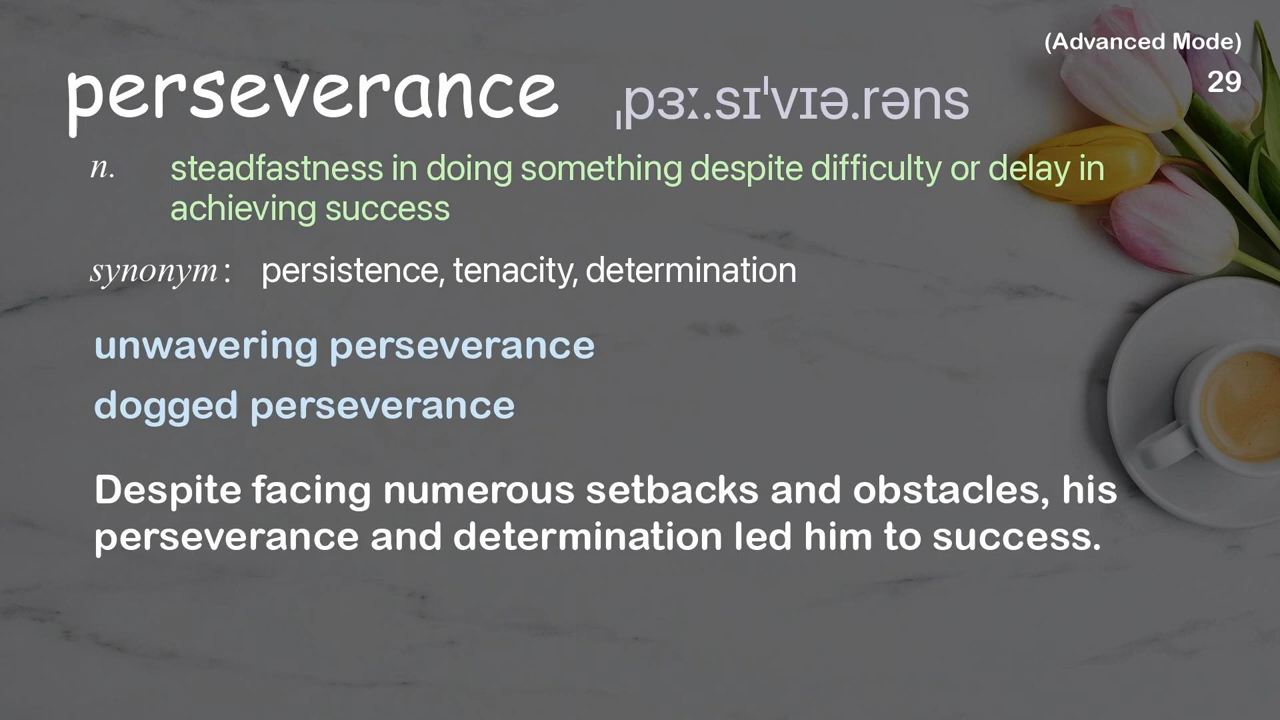 (Advanced Mode)
29
perseverance ˌpɜː.sɪˈvɪə.rəns
n. steadfastness in doing something despite difficulty or delay in
achieving success
synonym: persistence, tenacity, determination
unwavering perseverance
dogged perseverance
Despite facing numerous setbacks and obstacles, his
perseverance and determination led him to success.